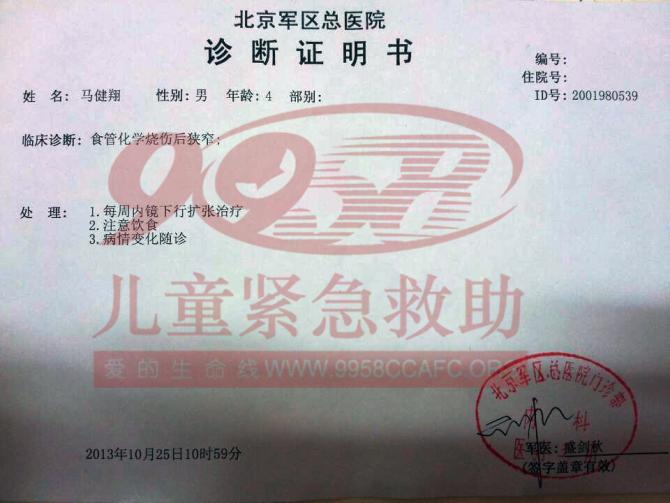 北京军区总医院
诊断证明书
编号:
住院号:
姓 名: 马健翔 性别: 男 年龄: 4 部别: ID号: 2001980539
临床诊断: 食管化学烧伤后狭窄;
9958
处 理: 1.每周内镜下行扩张治疗
2.注意饮食
3.病情变化随诊
儿童紧急救助
爱的生命线 WWW.9958CCAFC.ORG
北京军区总医院门诊部
科
军医: 盛剑秋
(签字盖章有效)
2013年10月25日10时59分